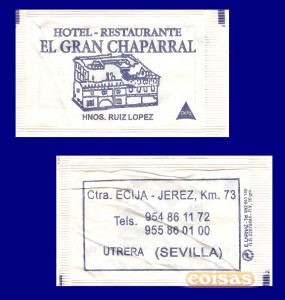 HOTEL - RESTAURANTE
EL GRAN CHAPARRAL
HNOS. RUIZ LOPEZ
Ctra. ECIJA - JEREZ, Km. 73
Tels. 954 86 11 72
955 86 01 00
UTRERA (SEVILLA)
coisas